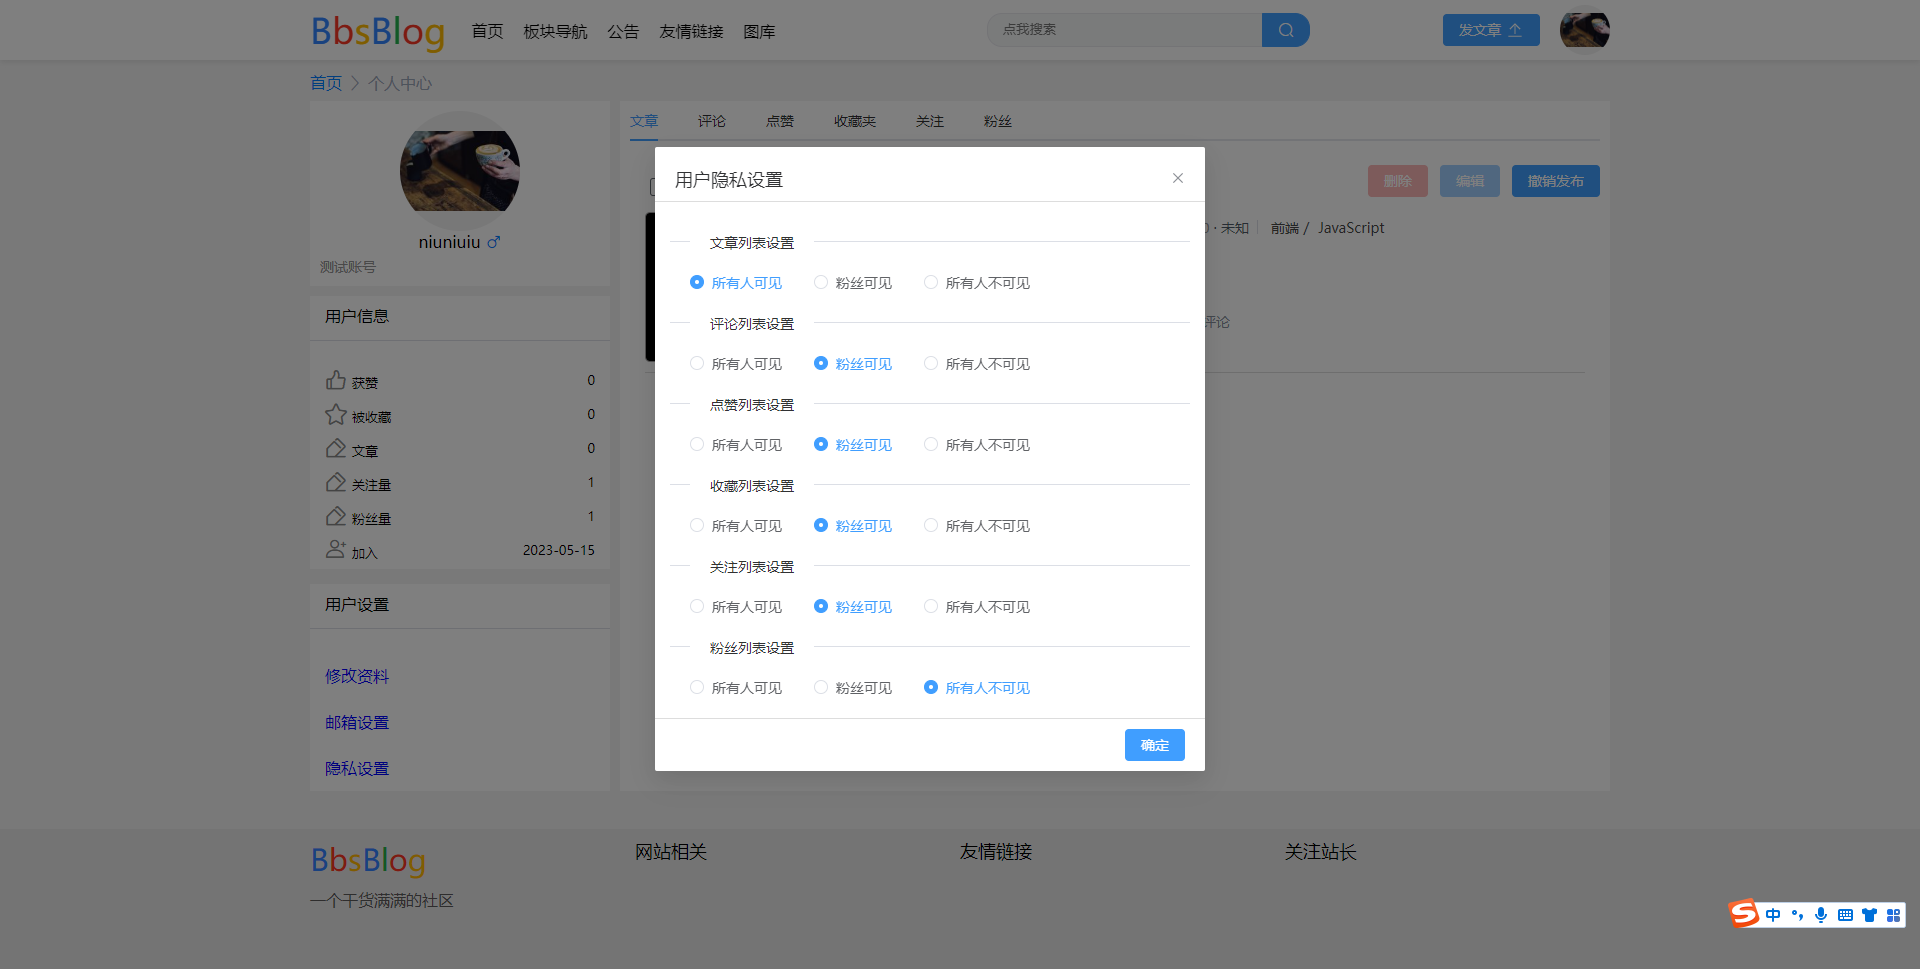 BbsBlog 首页 板块导航 公告 友情链接 图库 点我搜索 发文章
首页 > 个人中心
文章 评论 点赞 收藏夹 关注 粉丝
niuniuiu
测试账号
删除 编辑 撤销发布
· 未知 前端 / JavaScript
评论
用户信息
获赞 0
被收藏 0
文章 0
关注量 1
粉丝量 1
加入 2023-05-15
用户设置
修改资料
邮箱设置
隐私设置
用户隐私设置
文章列表设置
所有人可见 粉丝可见 所有人不可见
评论列表设置
所有人可见 粉丝可见 所有人不可见
点赞列表设置
所有人可见 粉丝可见 所有人不可见
收藏列表设置
所有人可见 粉丝可见 所有人不可见
关注列表设置
所有人可见 粉丝可见 所有人不可见
粉丝列表设置
所有人可见 粉丝可见 所有人不可见
确定
BbsBlog 网站相关 友情链接 关注站长
一个干货满满的社区
中